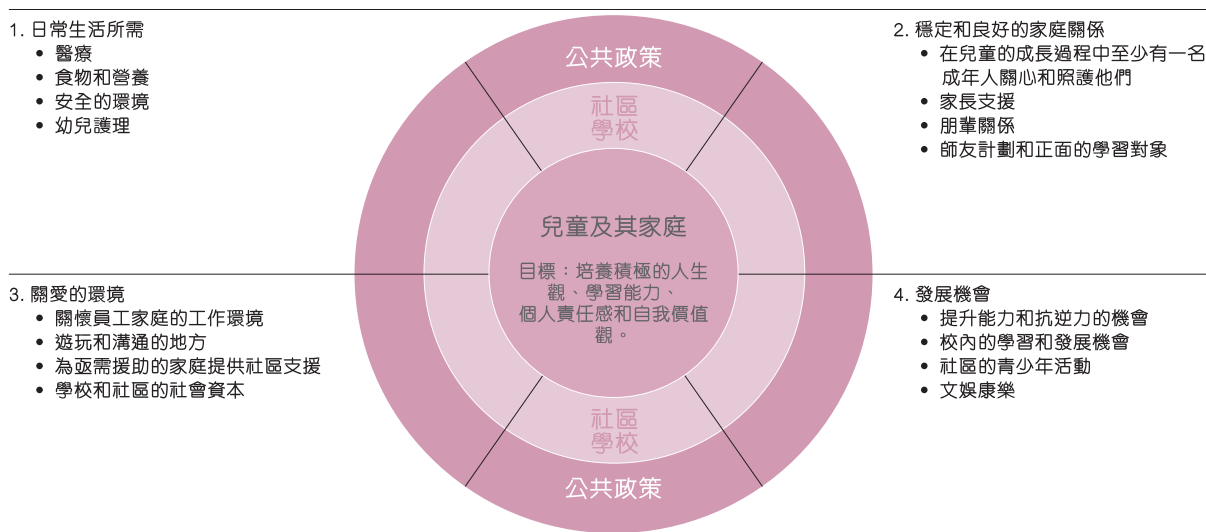 1. 日常生活所需
• 醫療
• 食物和營養
• 安全的環境
• 幼兒護理
2. 穩定和良好的家庭關係
• 在兒童的成長過程中至少有一名
成年人關心和照護他們
• 家長支援
• 朋輩關係
• 師友計劃和正面的學習對象
公共政策
社區
學校
兒童及其家庭
目標：培養積極的人生
觀、學習能力、
個人責任感和自我價值
觀。
社區
學校
公共政策
3. 關愛的環境
• 關懷員工家庭的工作環境
• 遊玩和溝通的地方
• 為亟需援助的家庭提供社區支援
• 學校和社區的社會資本
4. 發展機會
• 提升能力和抗逆力的機會
• 校內的學習和發展機會
• 社區的青少年活動
• 文娛康樂